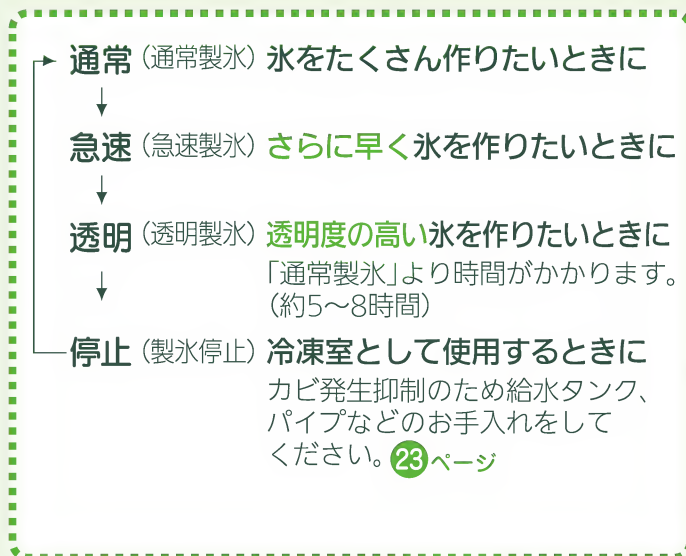 通常(通常製氷) 氷をたくさん作りたいときに
急速(急速製氷) さらに早く氷を作りたいときに
透明(透明製氷) 透明度の高い氷を作りたいときに
「通常製氷」より時間がかかります。
(約5〜8時間)
停止(製氷停止) 冷凍室として使用するときに
カビ発生抑制のため給水タンク、
パイプなどのお手入れをして
ください。23ページ